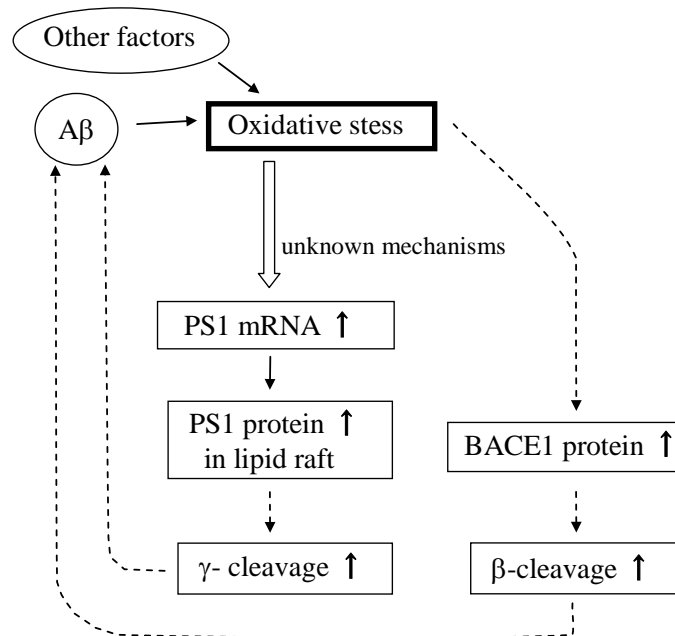 Other factors
Aβ
Oxidative stess
unknown mechanisms
PS1 mRNA ↑
PS1 protein ↑
in lipid raft
BACE1 protein ↑
γ- cleavage ↑
β-cleavage ↑